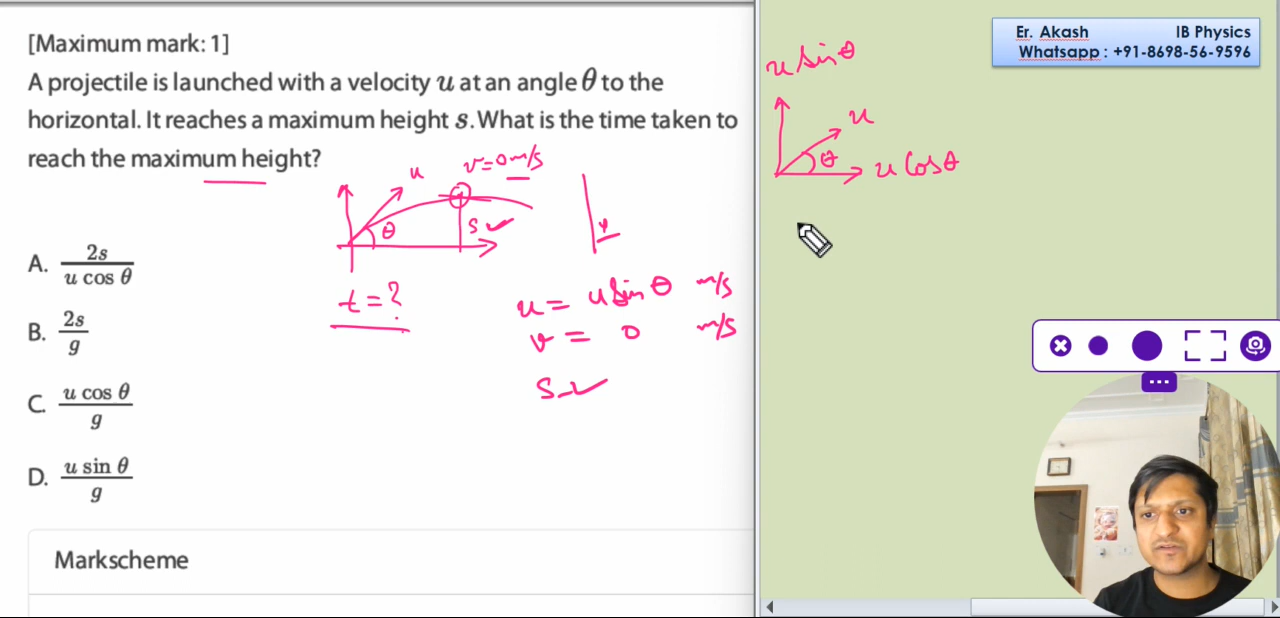 [Maximum mark: 1]
A projectile is launched with a velocity u at an angle θ to the
horizontal. It reaches a maximum height s. What is the time taken to
reach the maximum height?
A. 2s / u cos θ
B. 2s / g
C. u cos θ / g
D. u sin θ / g
Markscheme
u
v=0 m/s
θ
s ✓
t = ?
u = u sin θ m/s
v = 0 m/s
s ✓
Er. Akash IB Physics
Whatsapp : +91-8698-56-9596
u sin θ
u
θ
u cos θ